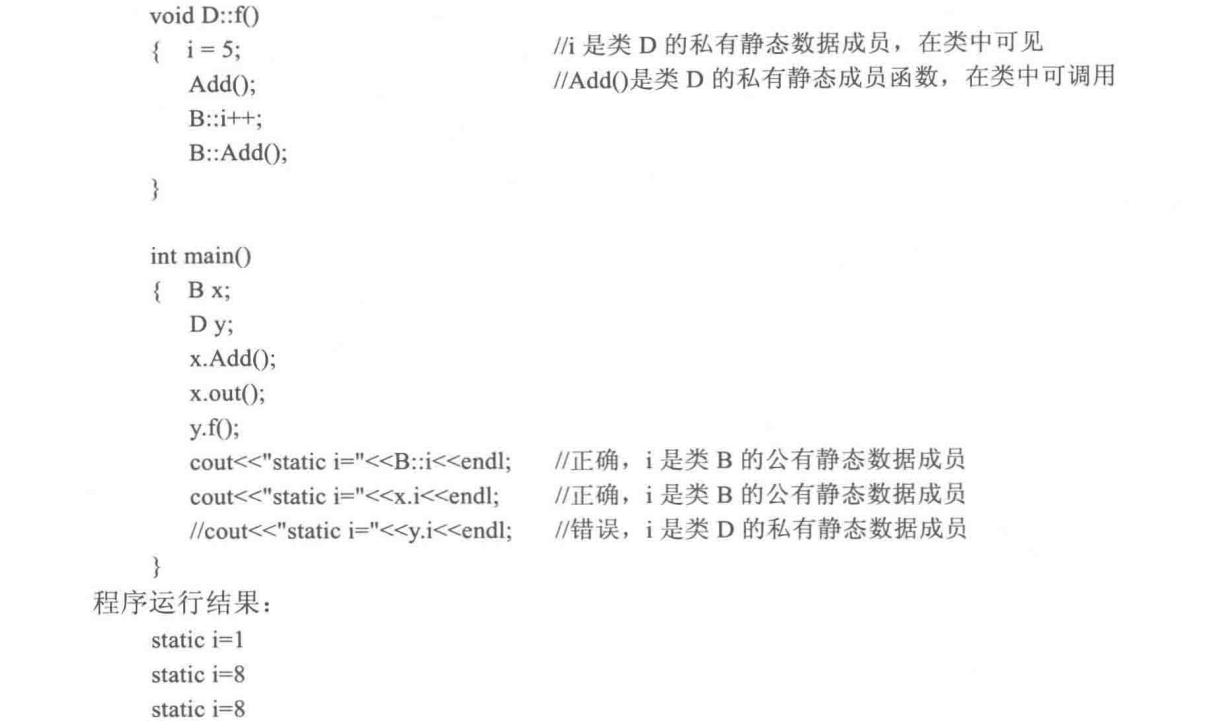 void D::f()
{ i = 5; //i 是类 D 的私有静态数据成员，在类中可见
Add(); //Add()是类 D 的私有静态成员函数，在类中可调用
B::i++;
B::Add();
}
int main()
{ B x;
D y;
x.Add();
x.out();
y.f();
cout<<"static i="<<B::i<<endl; //正确，i 是类 B 的公有静态数据成员
cout<<"static i="<<x.i<<endl; //正确，i 是类 B 的公有静态数据成员
//cout<<"static i="<<y.i<<endl; //错误，i 是类 D 的私有静态数据成员
}
程序运行结果：
static i=1
static i=8
static i=8